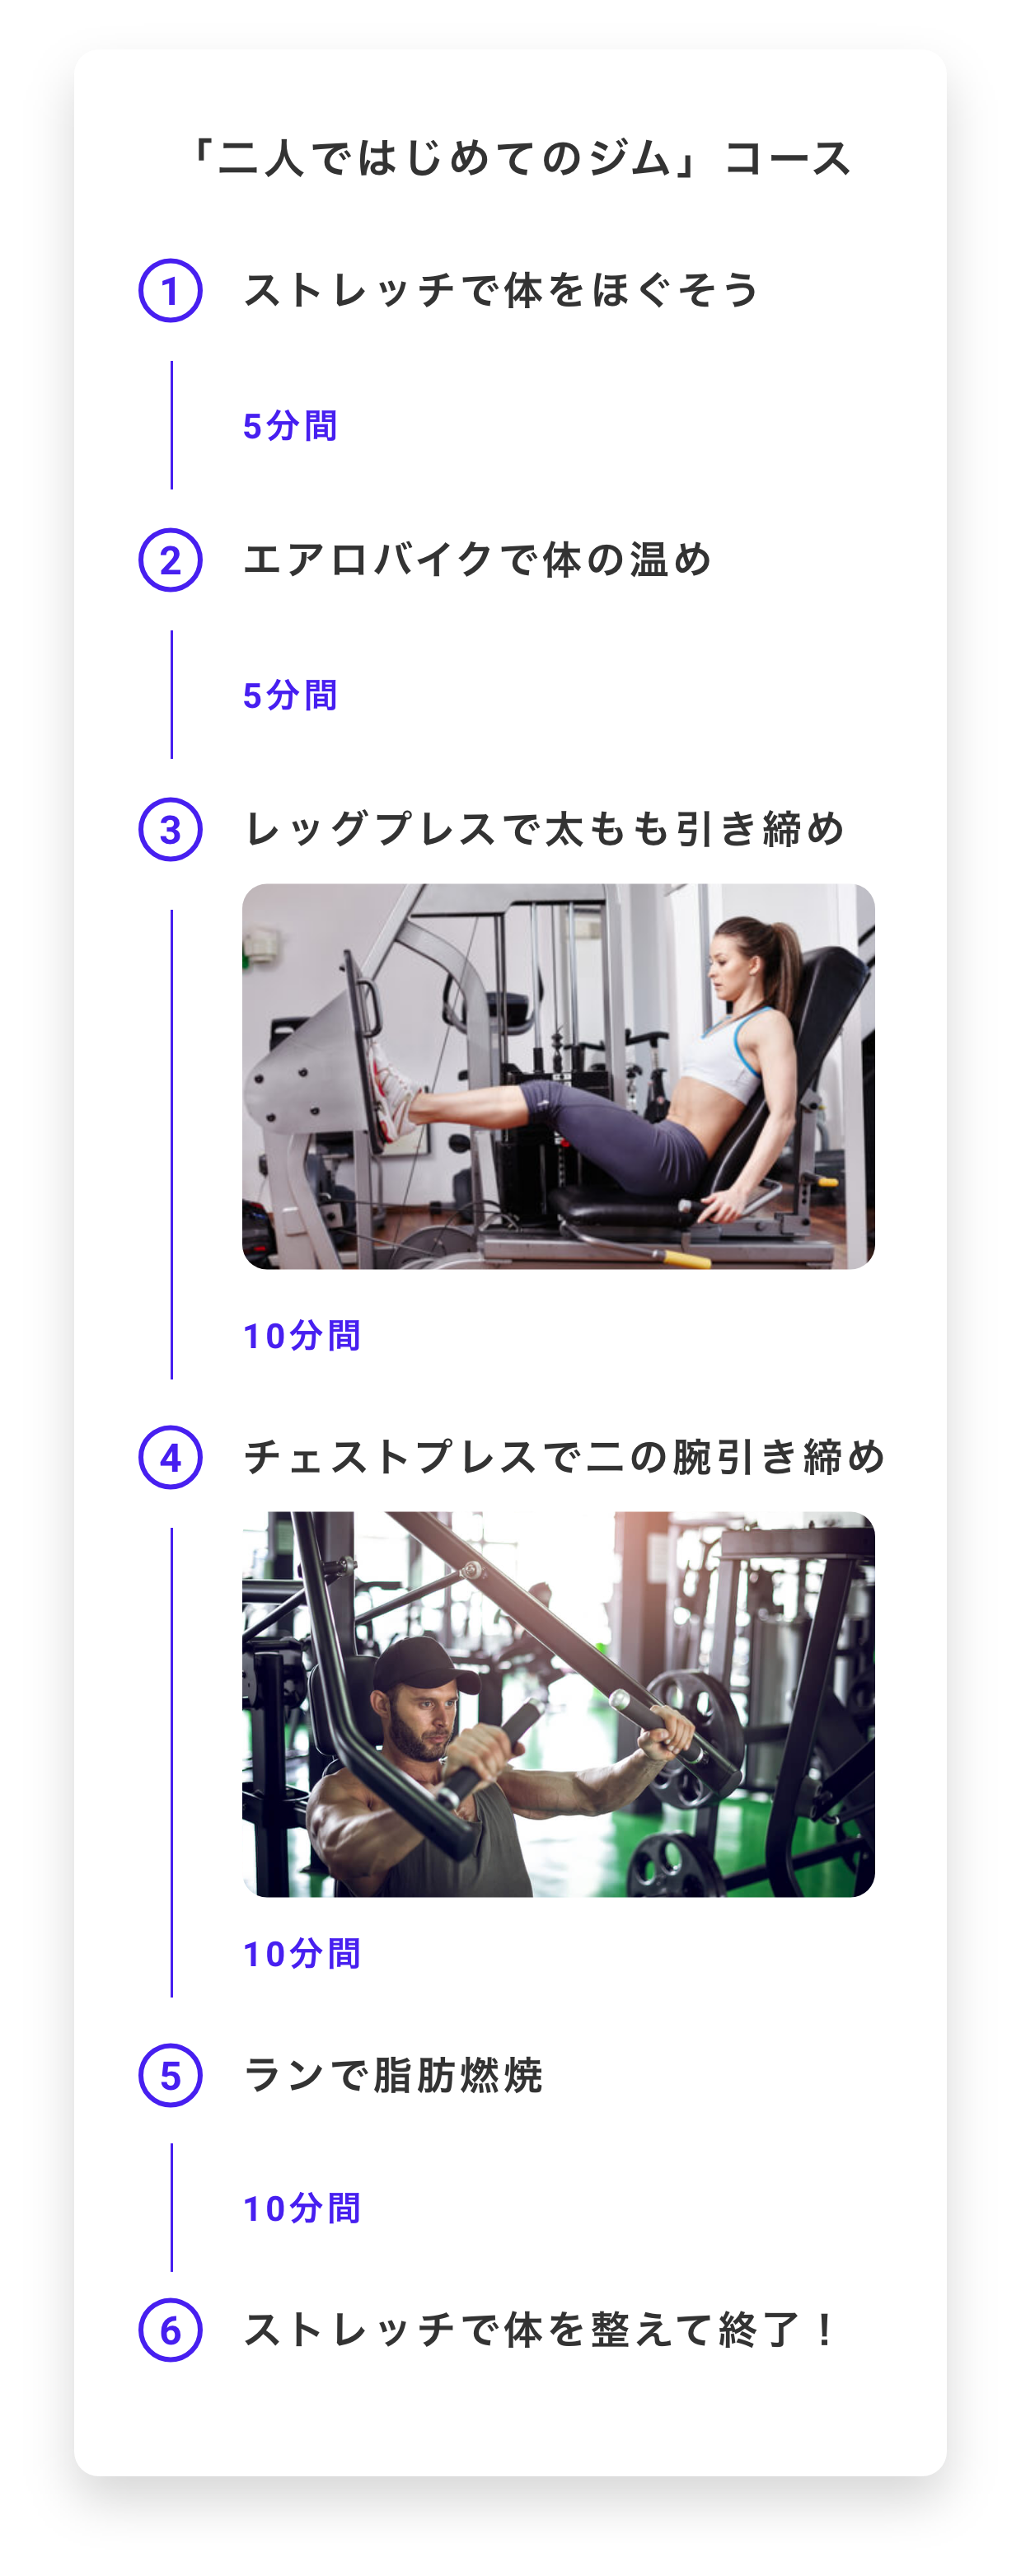 「二人ではじめてのジム」コース
1 ストレッチで体をほぐそう
5分間
2 エアロバイクで体の温め
5分間
3 レッグプレスで太もも引き締め
10分間
4 チェストプレスで二の腕引き締め
10分間
5 ランで脂肪燃焼
10分間
6 ストレッチで体を整えて終了！